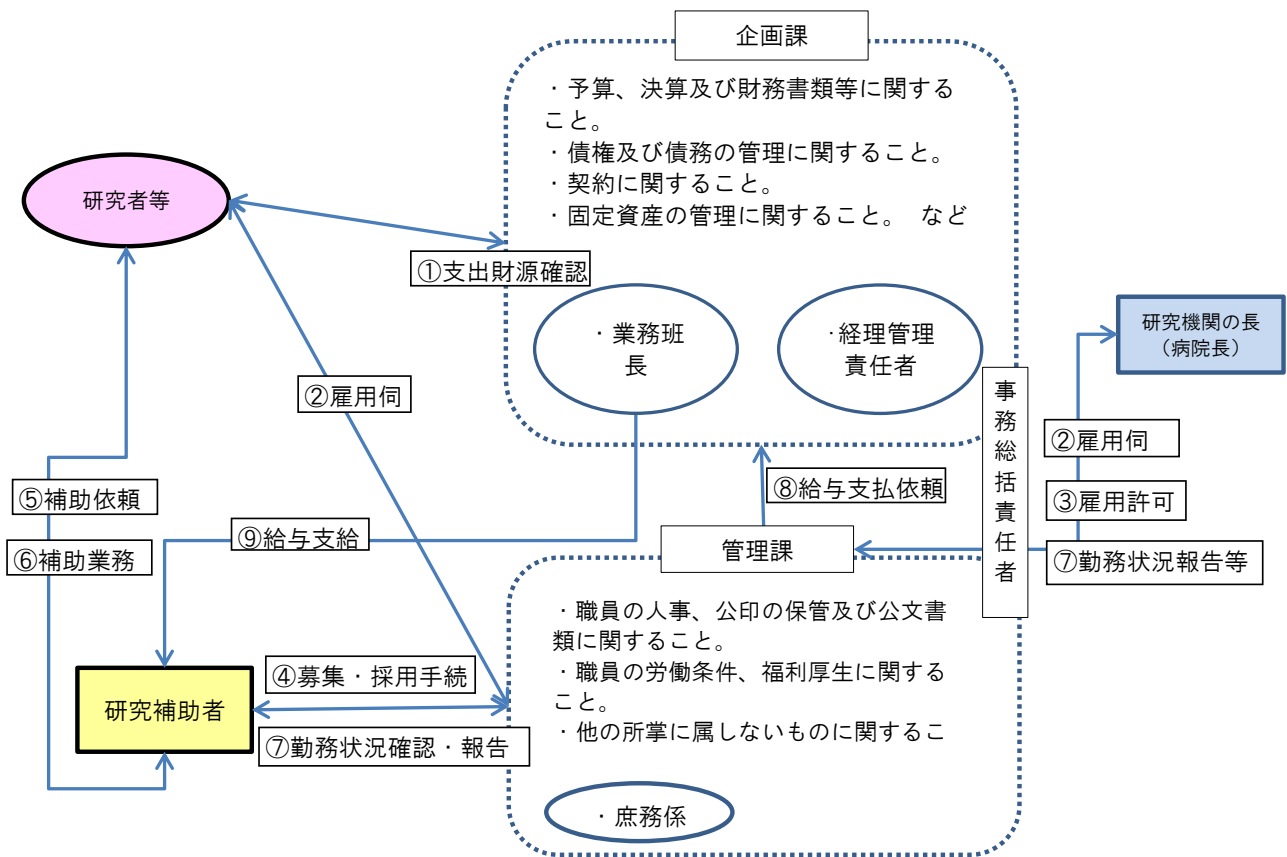 企画課
・予算、決算及び財務書類等に関する
こと。
・債権及び債務の管理に関すること。
・契約に関すること。
・固定資産の管理に関すること。 など
研究者等
①支出財源確認
・業務班
長
・経理管理
責任者
研究機関の長
(病院長)
②雇用伺
事務総括責任者
②雇用伺
⑤補助依頼
⑧給与支払依頼
③雇用許可
⑨給与支給
⑥補助業務
管理課
⑦勤務状況報告等
・職員の人事、公印の保管及び公文書
類に関すること。
・職員の労働条件、福利厚生に関する
こと。
・他の所掌に属しないものに関するこ
④募集・採用手続
研究補助者
⑦勤務状況確認・報告
・庶務係